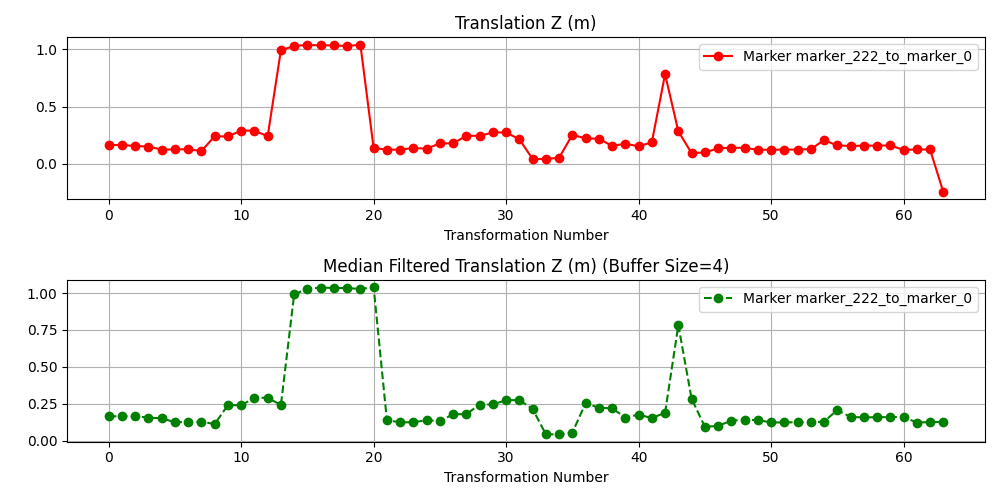 Translation Z (m)
1.0
0.5
0.0
Marker marker_222_to_marker_0
0 10 20 30 40 50 60
Transformation Number
Median Filtered Translation Z (m) (Buffer Size=4)
1.00
0.75
0.50
0.25
0.00
Marker marker_222_to_marker_0
0 10 20 30 40 50 60
Transformation Number